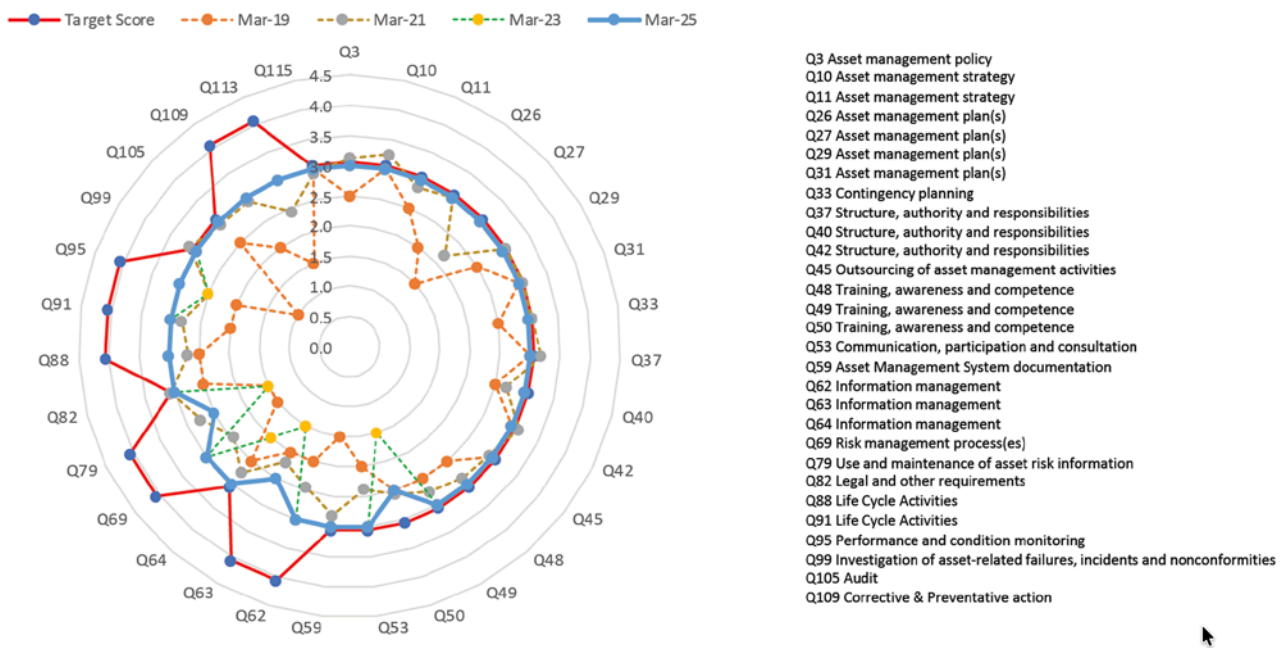 Target Score
Mar-19
Mar-21
Mar-23
Mar-25
Q3
Q10
Q11
Q26
Q27
Q29
Q31
Q33
Q37
Q40
Q42
Q45
Q48
Q49
Q50
Q53
Q59
Q62
Q63
Q64
Q69
Q79
Q82
Q88
Q91
Q95
Q99
Q105
Q109
Q113
Q115
4.5
4.0
3.5
3.0
2.5
2.0
1.5
1.0
0.5
0.0
Q3 Asset management policy
Q10 Asset management strategy
Q11 Asset management strategy
Q26 Asset management plan(s)
Q27 Asset management plan(s)
Q29 Asset management plan(s)
Q31 Asset management plan(s)
Q33 Contingency planning
Q37 Structure, authority and responsibilities
Q40 Structure, authority and responsibilities
Q42 Structure, authority and responsibilities
Q45 Outsourcing of asset management activities
Q48 Training, awareness and competence
Q49 Training, awareness and competence
Q50 Training, awareness and competence
Q53 Communication, participation and consultation
Q59 Asset Management System documentation
Q62 Information management
Q63 Information management
Q64 Information management
Q69 Risk management process(es)
Q79 Use and maintenance of asset risk information
Q82 Legal and other requirements
Q88 Life Cycle Activities
Q91 Life Cycle Activities
Q95 Performance and condition monitoring
Q99 Investigation of asset-related failures, incidents and nonconformities
Q105 Audit
Q109 Corrective & Preventative action